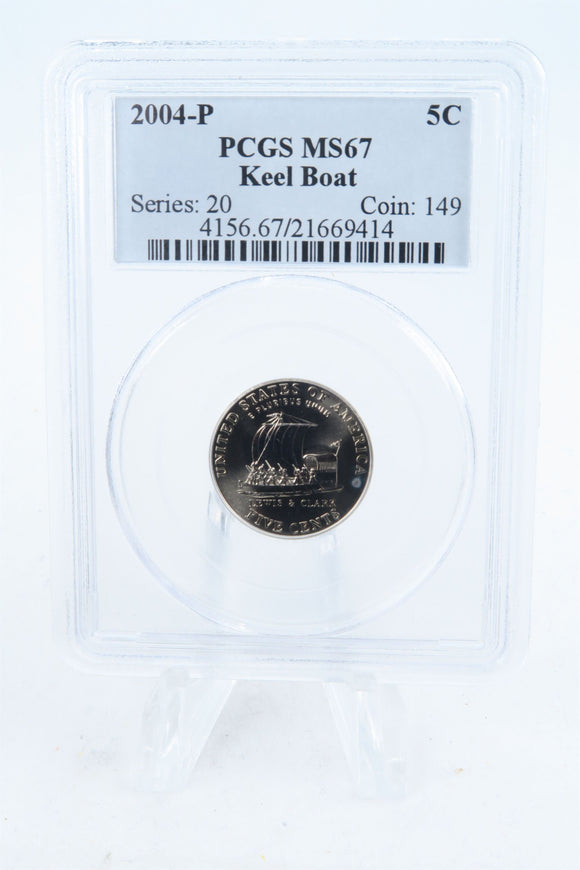 2004-P 5C
PCGS MS67
Keel Boat
Series: 20 Coin: 149
4156.67/21669414
UNITED STATES OF AMERICA
E PLURIBUS UNUM
LEWIS & CLARK
FIVE CENTS